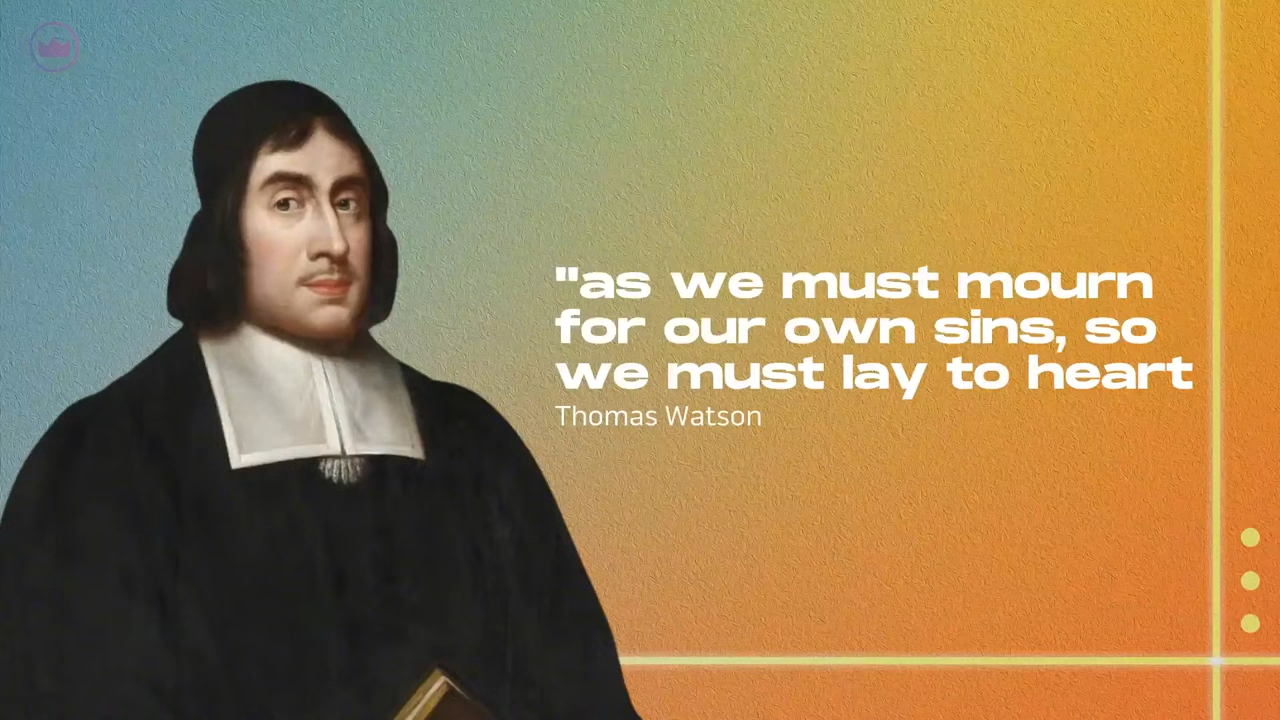 "as we must mourn
for our own sins, so
we must lay to heart
Thomas Watson